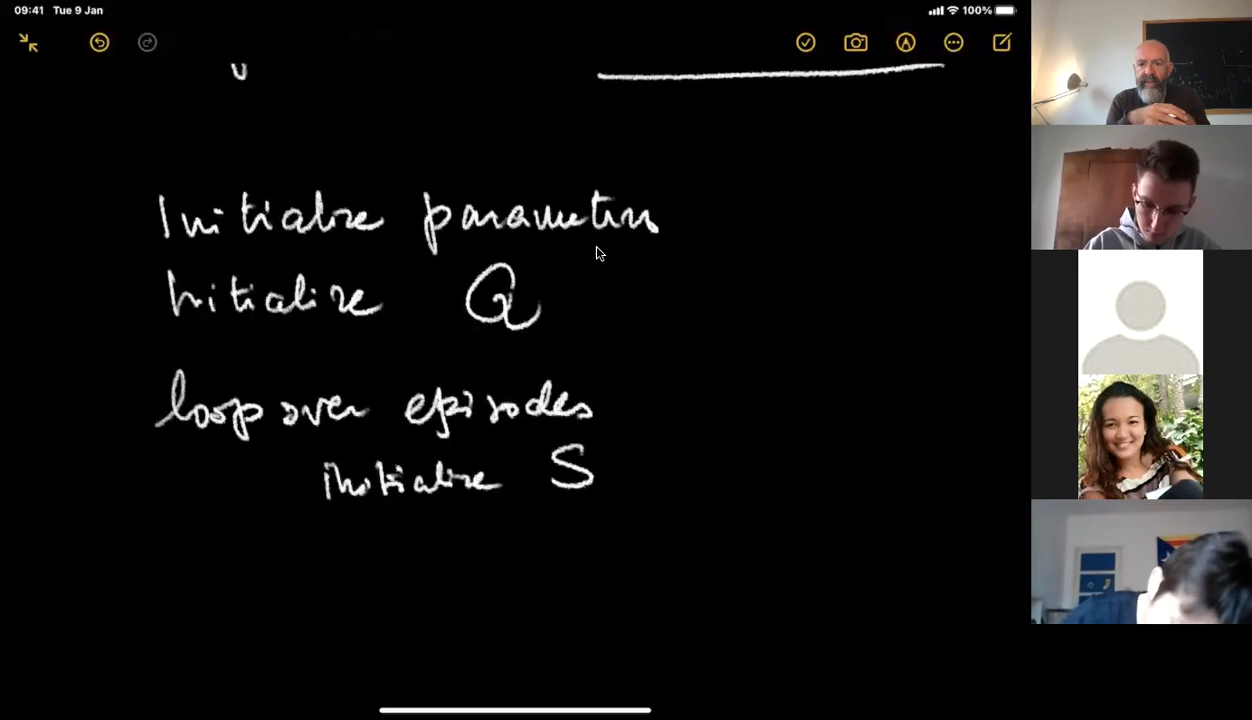 09:41 Tue 9 Jan 100%
Initialize parameters
Initialize Q
loop over episodes
initialize S